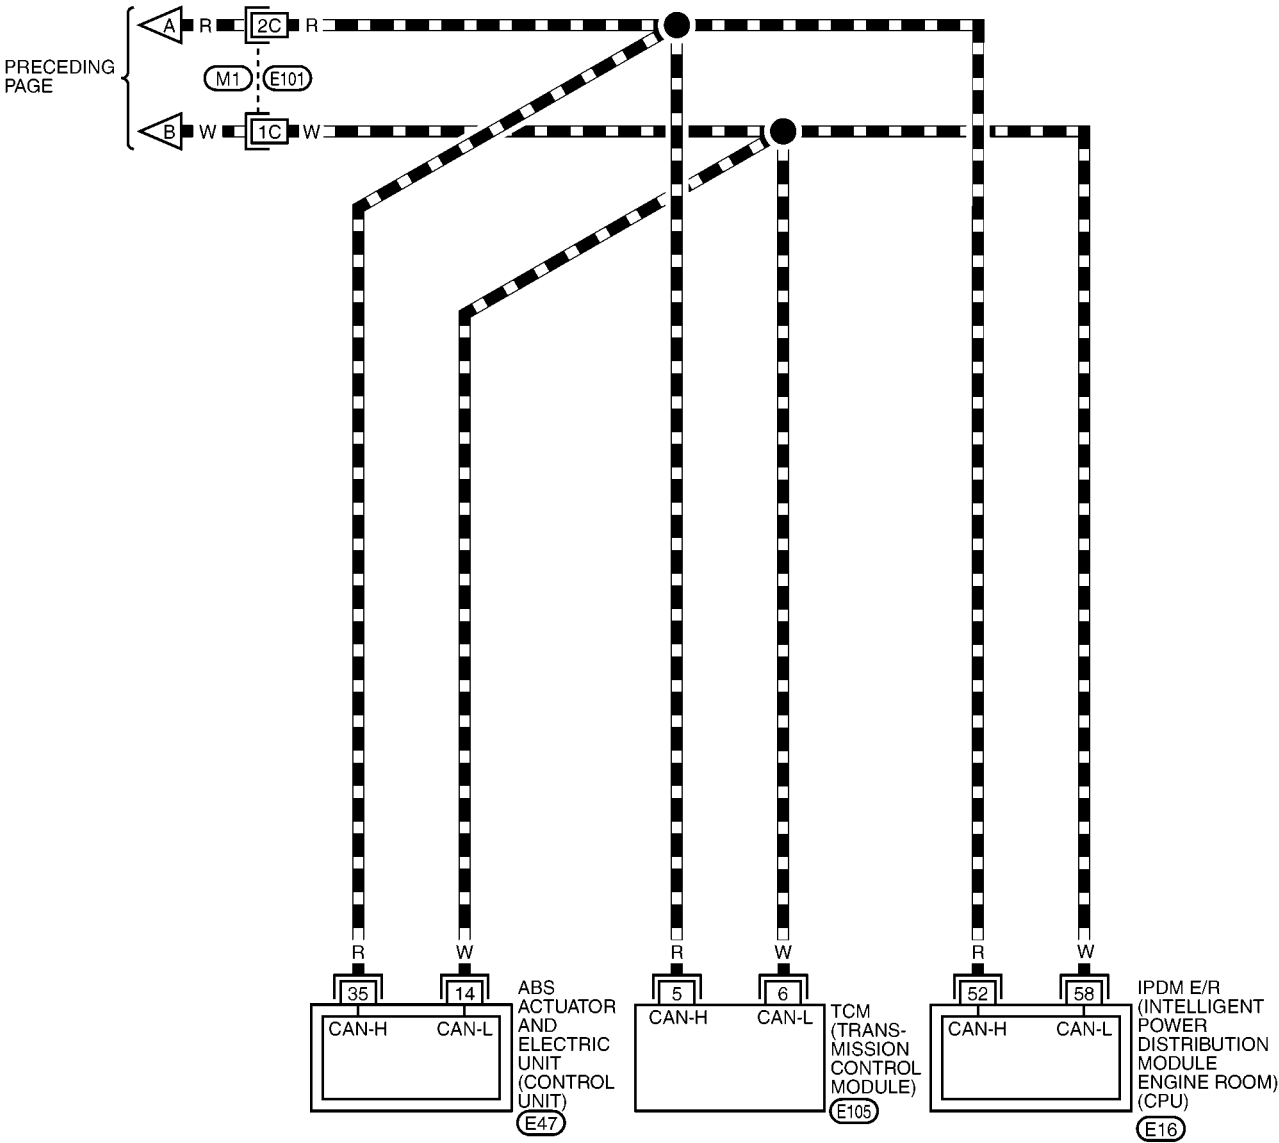 A R 2C R
PRECEDING
PAGE
M1 E101
B W 1C W
R W R W R W
35 14 5 6 52 58
CAN-H CAN-L
ABS
ACTUATOR
AND
ELECTRIC
UNIT
(CONTROL
UNIT)
E47
CAN-H CAN-L
TCM
(TRANS-
MISSION
CONTROL
MODULE)
E105
CAN-H CAN-L
IPDM E/R
(INTELLIGENT
POWER
DISTRIBUTION
MODULE
ENGINE ROOM)
(CPU)
E16